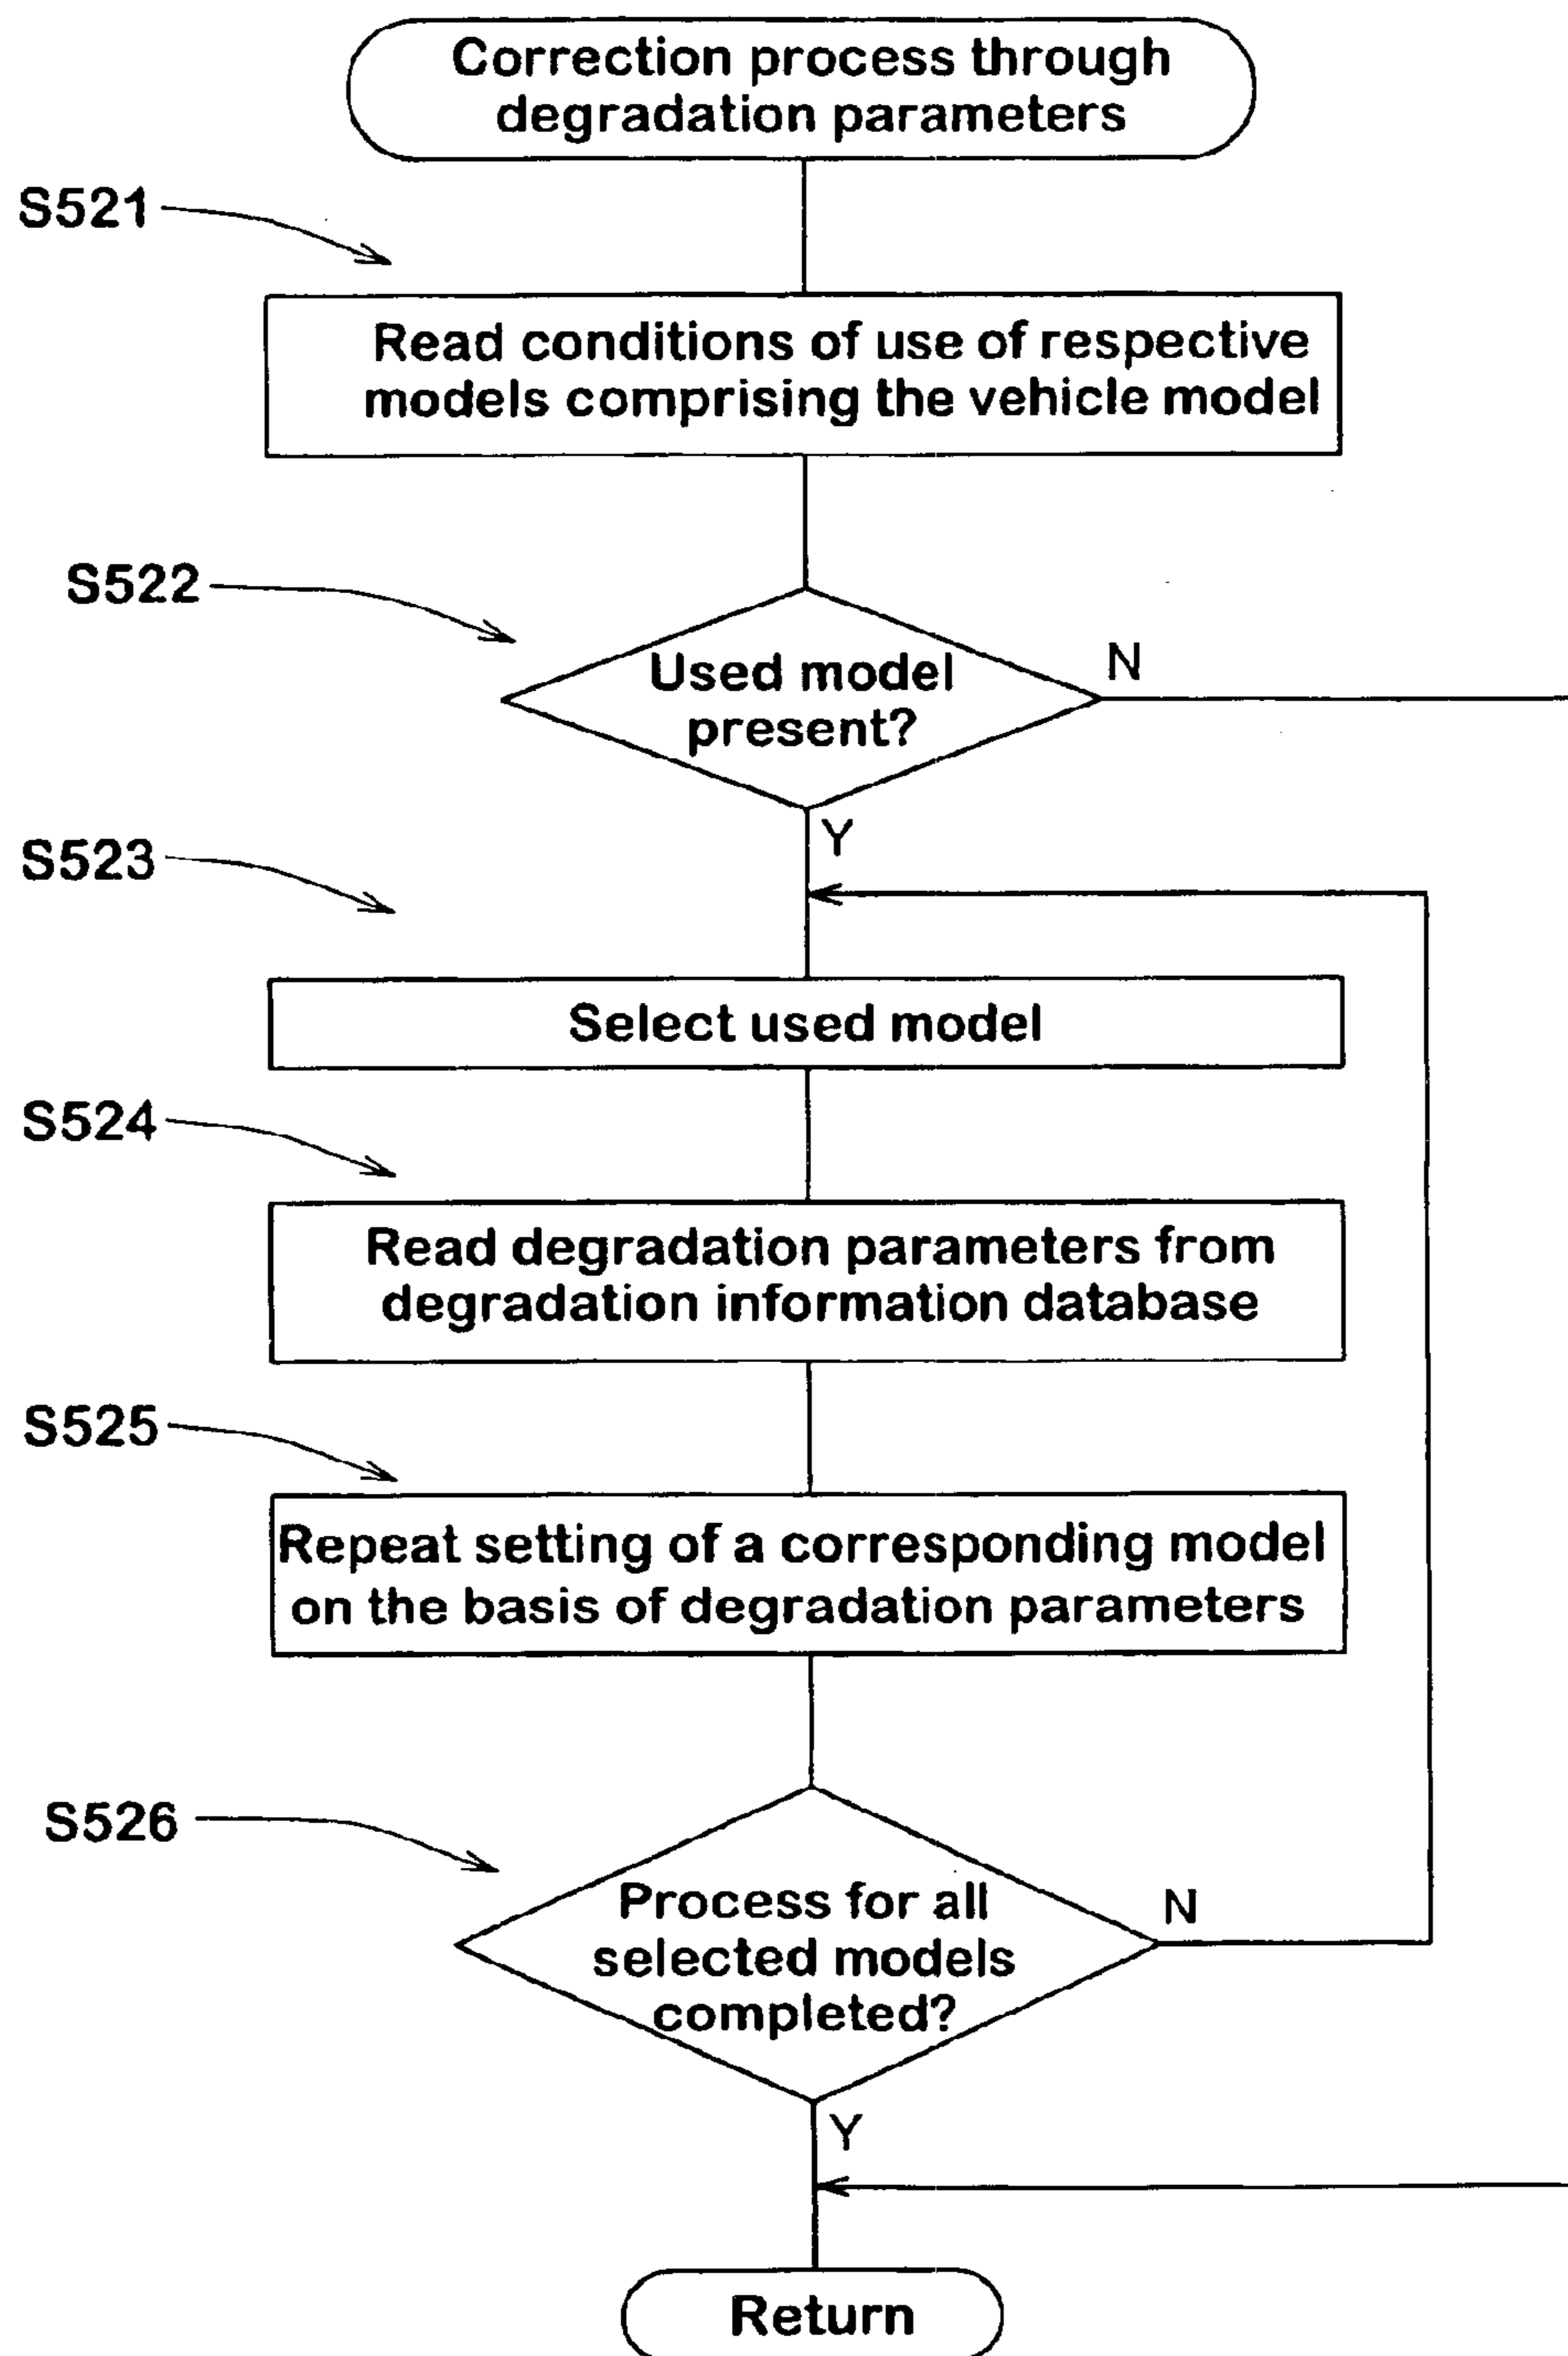 Correction process through
degradation parameters
S521
Read conditions of use of respective
models comprising the vehicle model
S522
Used model
present?
N
Y
S523
Select used model
S524
Read degradation parameters from
degradation information database
S525
Repeat setting of a corresponding model
on the basis of degradation parameters
S526
Process for all
selected models
completed?
N
Y
Return